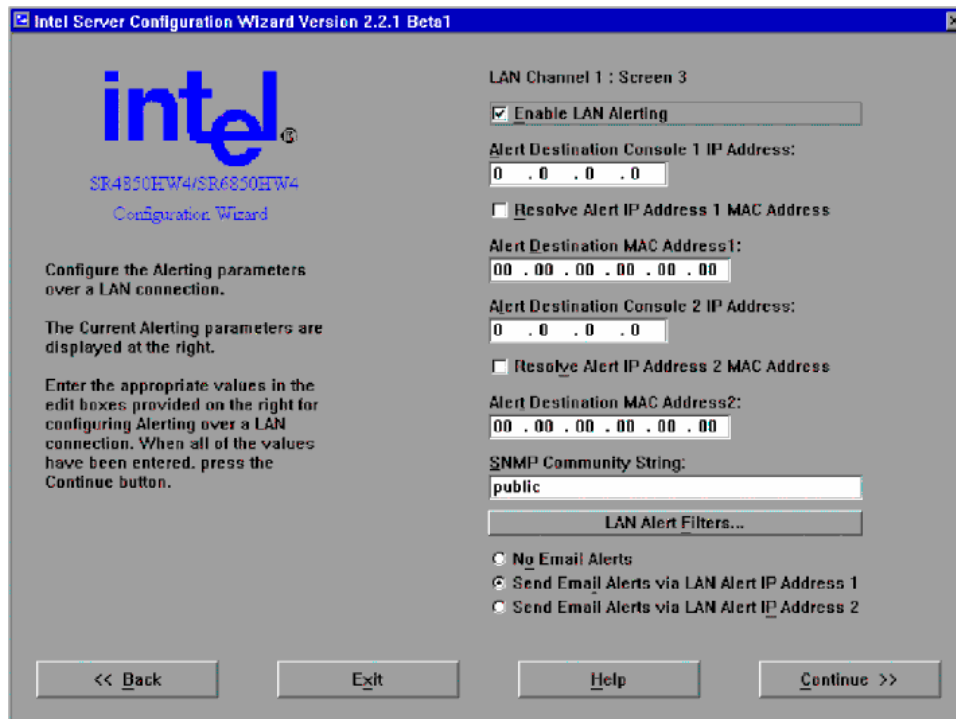 Intel Server Configuration Wizard Version 2.2.1 Beta1
intel®
SR4850HW4/SR6850HW4
Configuration Wizard
Configure the Alerting parameters
over a LAN connection.
The Current Alerting parameters are
displayed at the right.
Enter the appropriate values in the
edit boxes provided on the right for
configuring Alerting over a LAN
connection. When all of the values
have been entered, press the
Continue button.
LAN Channel 1 : Screen 3
Enable LAN Alerting
Alert Destination Console 1 IP Address:
0 . 0 . 0 . 0
Resolve Alert IP Address 1 MAC Address
Alert Destination MAC Address1:
00 . 00 . 00 . 00 . 00 . 00
Alert Destination Console 2 IP Address:
0 . 0 . 0 . 0
Resolve Alert IP Address 2 MAC Address
Alert Destination MAC Address2:
00 . 00 . 00 . 00 . 00 . 00
SNMP Community String:
public
LAN Alert Filters...
No Email Alerts
Send Email Alerts via LAN Alert IP Address 1
Send Email Alerts via LAN Alert IP Address 2
<< Back
Exit
Help
Continue >>